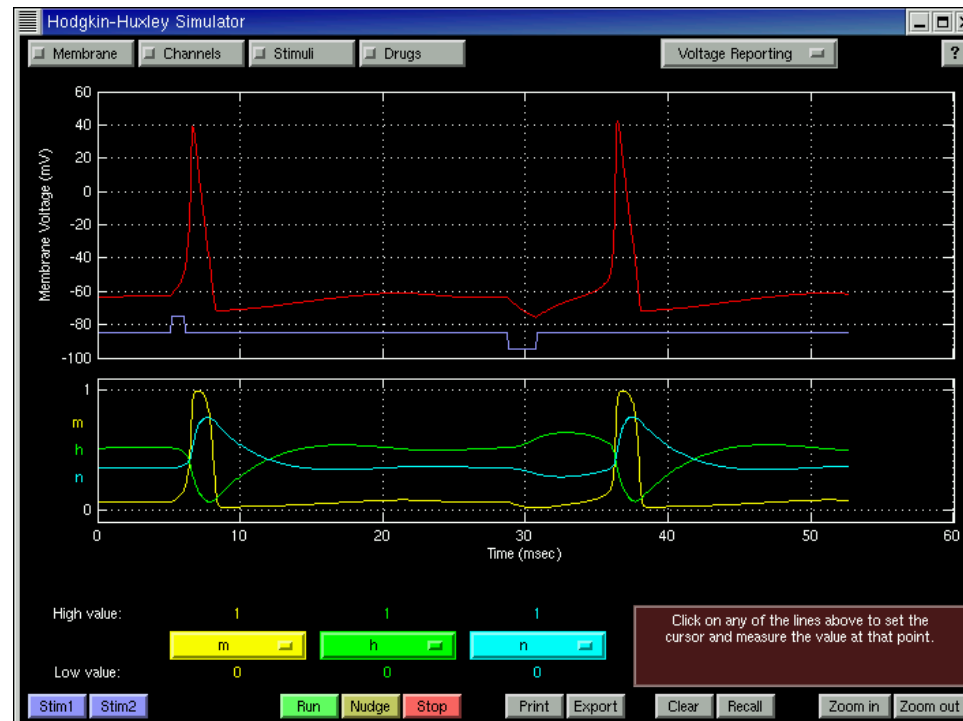 Hodgkin-Huxley Simulator
Membrane Channels Stimuli Drugs Voltage Reporting ?
60
40
20
0
-20
-40
-60
-80
-100
Membrane Voltage (mV)
1
m
h
n
0
0 10 20 30 40 50 60
Time (msec)
High value: 1 1 1
m h n
Low value: 0 0 0
Click on any of the lines above to set the
cursor and measure the value at that point.
Stim1 Stim2 Run Nudge Stop Print Export Clear Recall Zoom in Zoom out